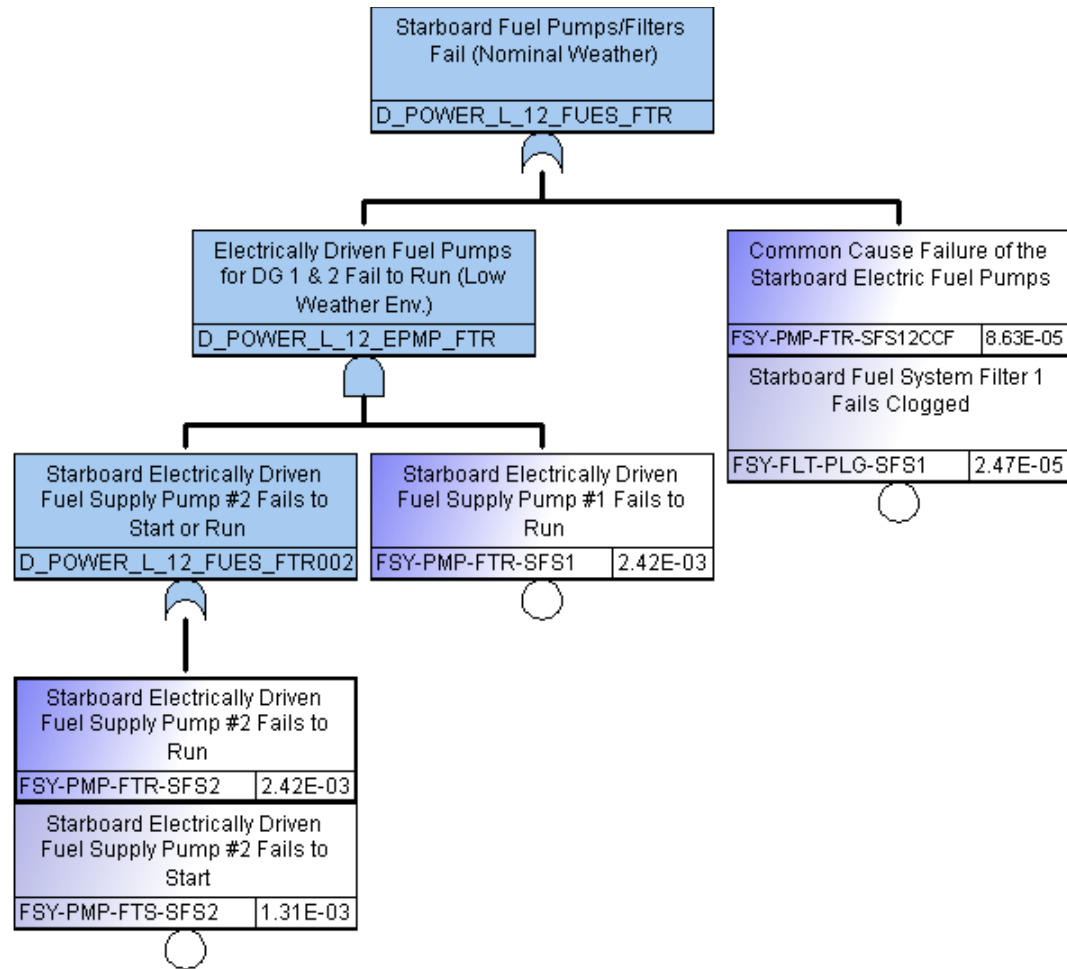 Starboard Fuel Pumps/Filters
Fail (Nominal Weather)
D_POWER_L_12_FUES_FTR
Electrically Driven Fuel Pumps
for DG 1 & 2 Fail to Run (Low
Weather Env.)
D_POWER_L_12_EPMP_FTR
Common Cause Failure of the
Starboard Electric Fuel Pumps
FSY-PMP-FTR-SFS12CCF 8.63E-05
Starboard Fuel System Filter 1
Fails Clogged
FSY-FLT-PLG-SFS1 2.47E-05
Starboard Electrically Driven
Fuel Supply Pump #2 Fails to
Start or Run
D_POWER_L_12_FUES_FTR002
Starboard Electrically Driven
Fuel Supply Pump #1 Fails to
Run
FSY-PMP-FTR-SFS1 2.42E-03
Starboard Electrically Driven
Fuel Supply Pump #2 Fails to
Run
FSY-PMP-FTR-SFS2 2.42E-03
Starboard Electrically Driven
Fuel Supply Pump #2 Fails to
Start
FSY-PMP-FTS-SFS2 1.31E-03